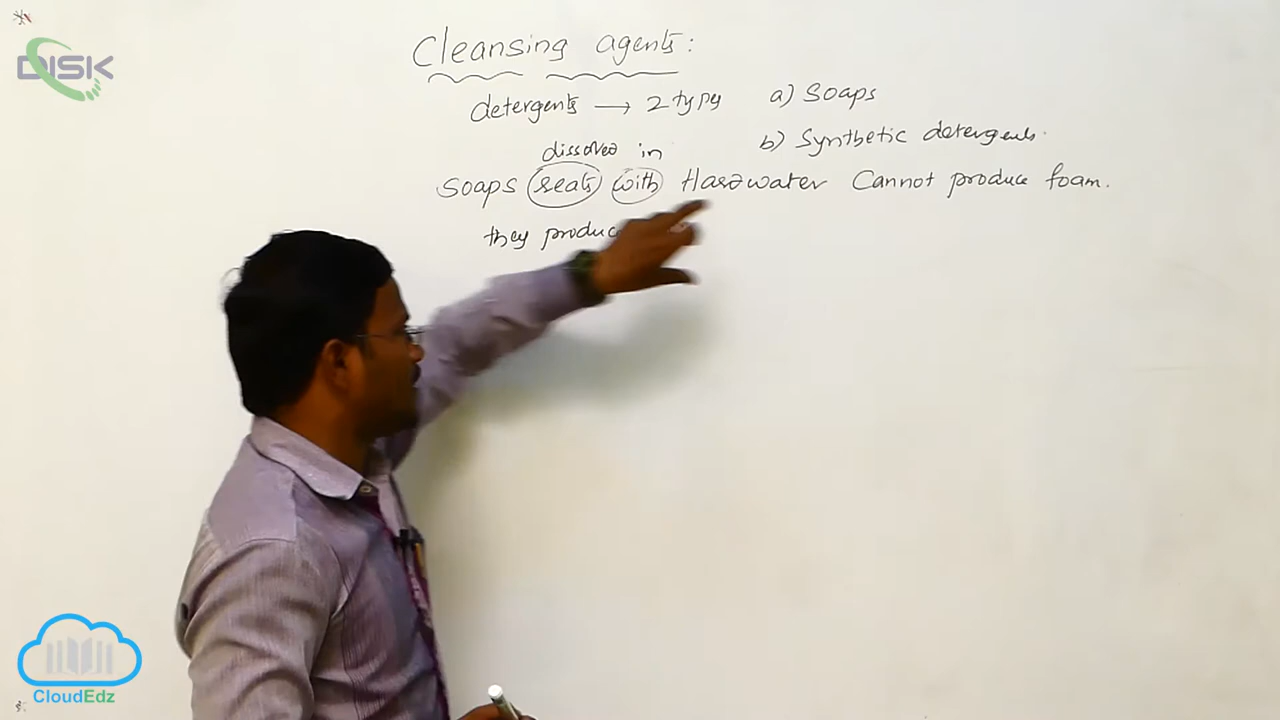 DISK
Cleansing agents:
detergents → 2 types a) Soaps
b) Synthetic detergents.
dissolved in
Soaps reats with Hardwater Cannot produce foam.
they produc
CloudEdz